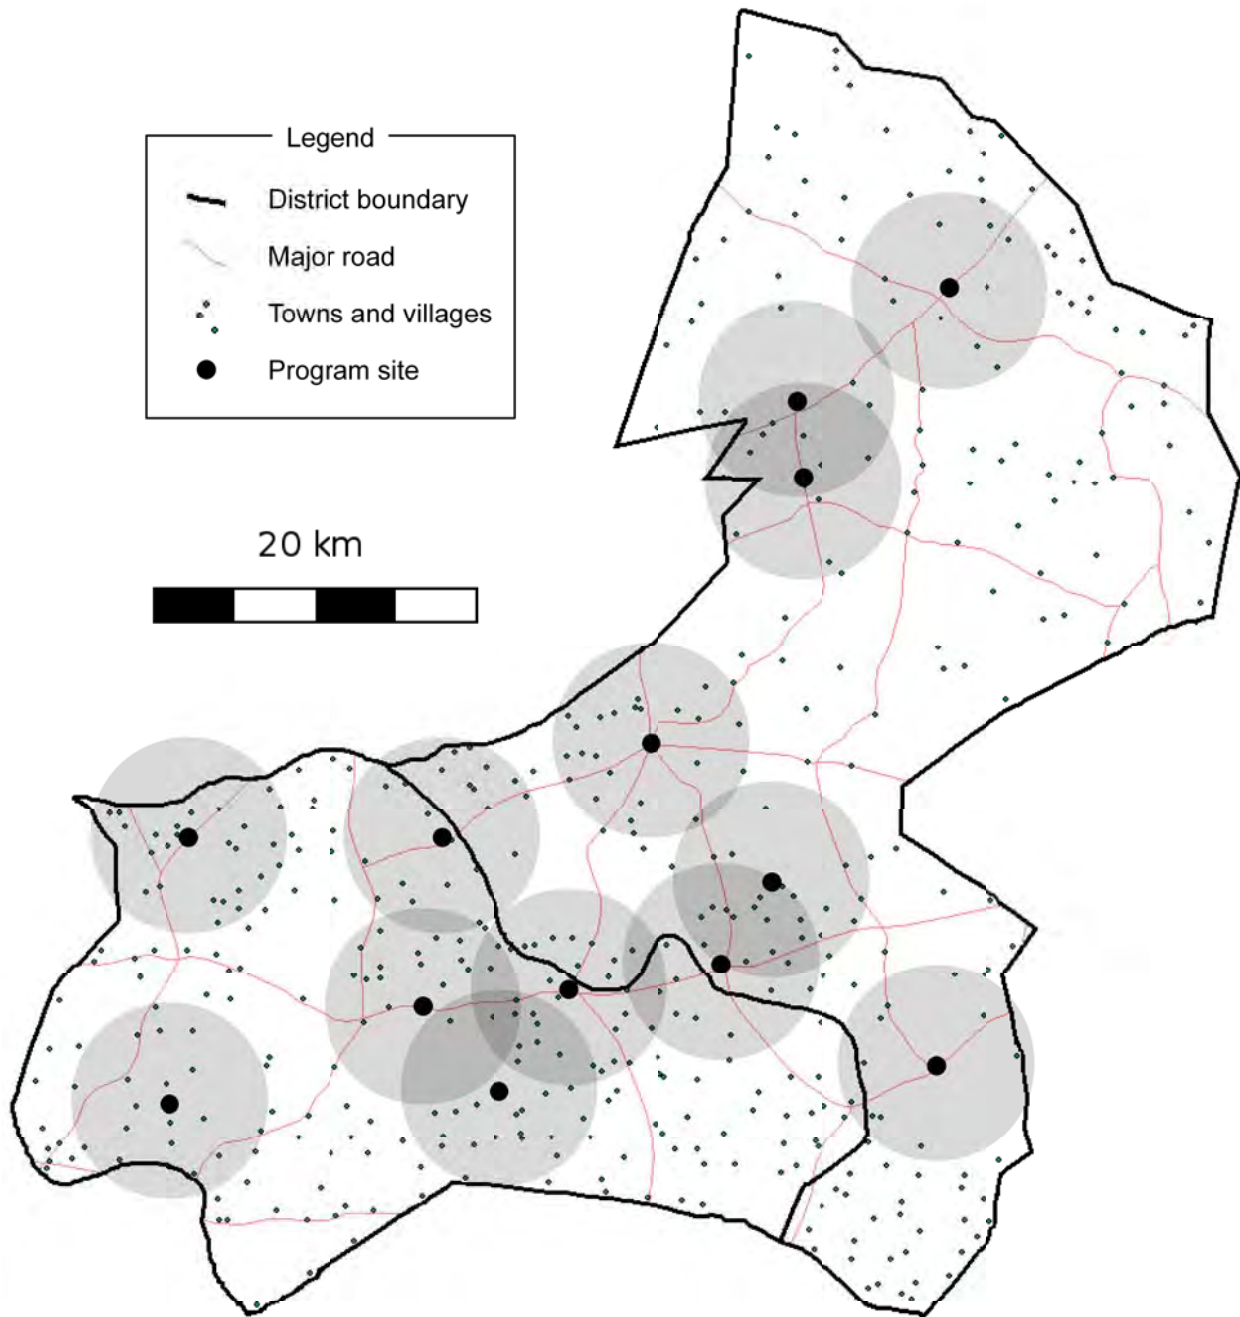 Legend
District boundary
Major road
Towns and villages
Program site
20 km